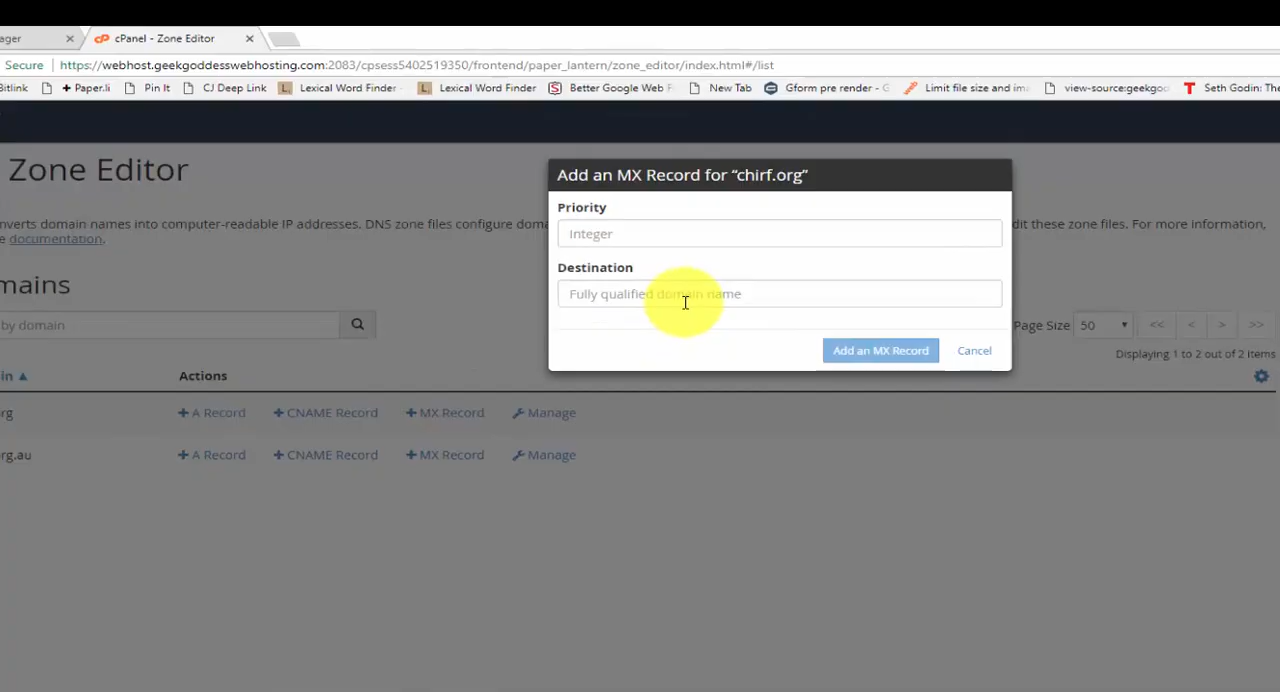 ager
cPanel - Zone Editor
Secure https://webhost.geekgoddesswebhosting.com:2083/cpsess5402519350/frontend/paper_lantern/zone_editor/index.html#/list
Bitlink + Paper.li Pin It CJ Deep Link L Lexical Word Finder L Lexical Word Finder S Better Google Web F New Tab Gform pre render - G Limit file size and im view-source:geekgo T Seth Godin: The
Zone Editor
nverts domain names into computer-readable IP addresses. DNS zone files configure doma dit these zone files. For more information,
e documentation.
Add an MX Record for “chirf.org”
Priority
Integer
Destination
Fully qualified domain name
Add an MX Record Cancel
mains
by domain
Page Size 50 << < > >>
Displaying 1 to 2 out of 2 items
in Actions
rg + A Record + CNAME Record + MX Record Manage
rg.au + A Record + CNAME Record + MX Record Manage